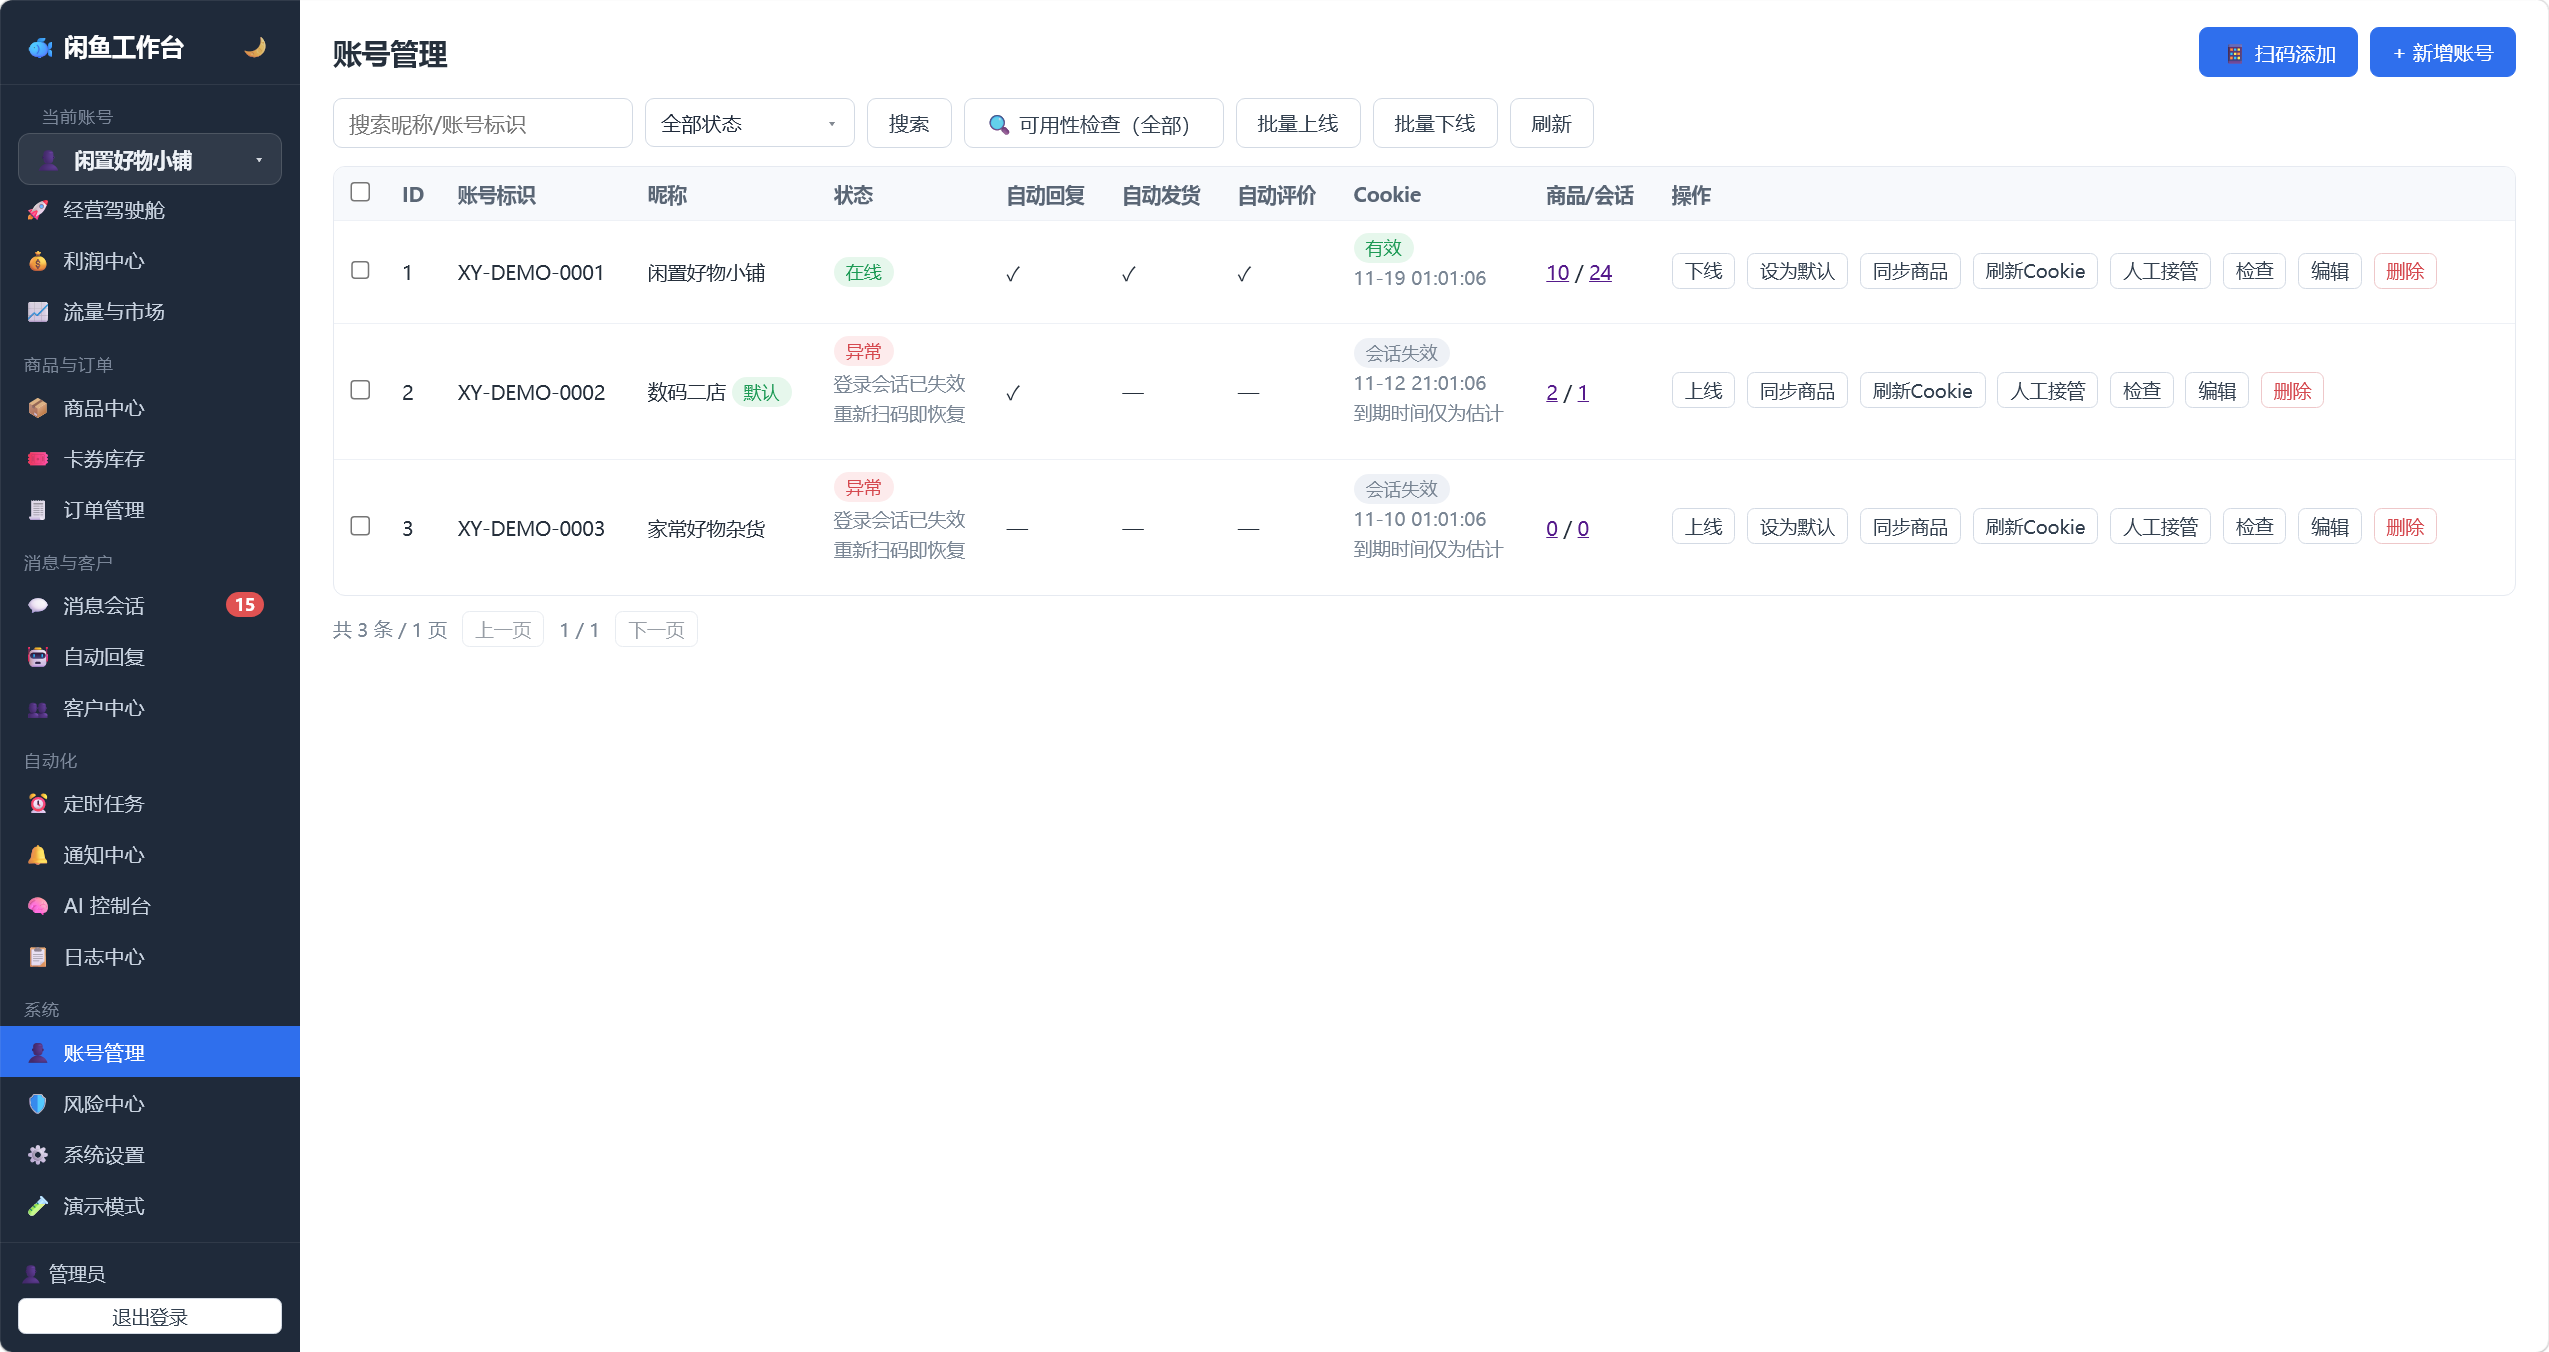 闲鱼工作台
当前账号
闲置好物小铺
经营驾驶舱
利润中心
流量与市场
商品与订单
商品中心
卡券库存
订单管理
消息与客户
消息会话 15
自动回复
客户中心
自动化
定时任务
通知中心
AI 控制台
日志中心
系统
账号管理
风险中心
系统设置
演示模式
管理员
退出登录
账号管理
扫码添加 + 新增账号
搜索昵称/账号标识 全部状态 搜索 可用性检查（全部） 批量上线 批量下线 刷新
ID 账号标识 昵称 状态 自动回复 自动发货 自动评价 Cookie 商品/会话 操作
1 XY-DEMO-0001 闲置好物小铺 在线 ✓ ✓ ✓ 有效 10 / 24 下线 设为默认 同步商品 刷新Cookie 人工接管 检查 编辑 删除
11-19 01:01:06
异常 会话失效
2 XY-DEMO-0002 数码二店 默认 登录会话已失效 ✓ — — 11-12 21:01:06 2 / 1 上线 同步商品 刷新Cookie 人工接管 检查 编辑 删除
重新扫码即恢复 到期时间仅为估计
异常 会话失效
3 XY-DEMO-0003 家常好物杂货 登录会话已失效 — — — 11-10 01:01:06 0 / 0 上线 设为默认 同步商品 刷新Cookie 人工接管 检查 编辑 删除
重新扫码即恢复 到期时间仅为估计
共 3 条 / 1 页 上一页 1 / 1 下一页